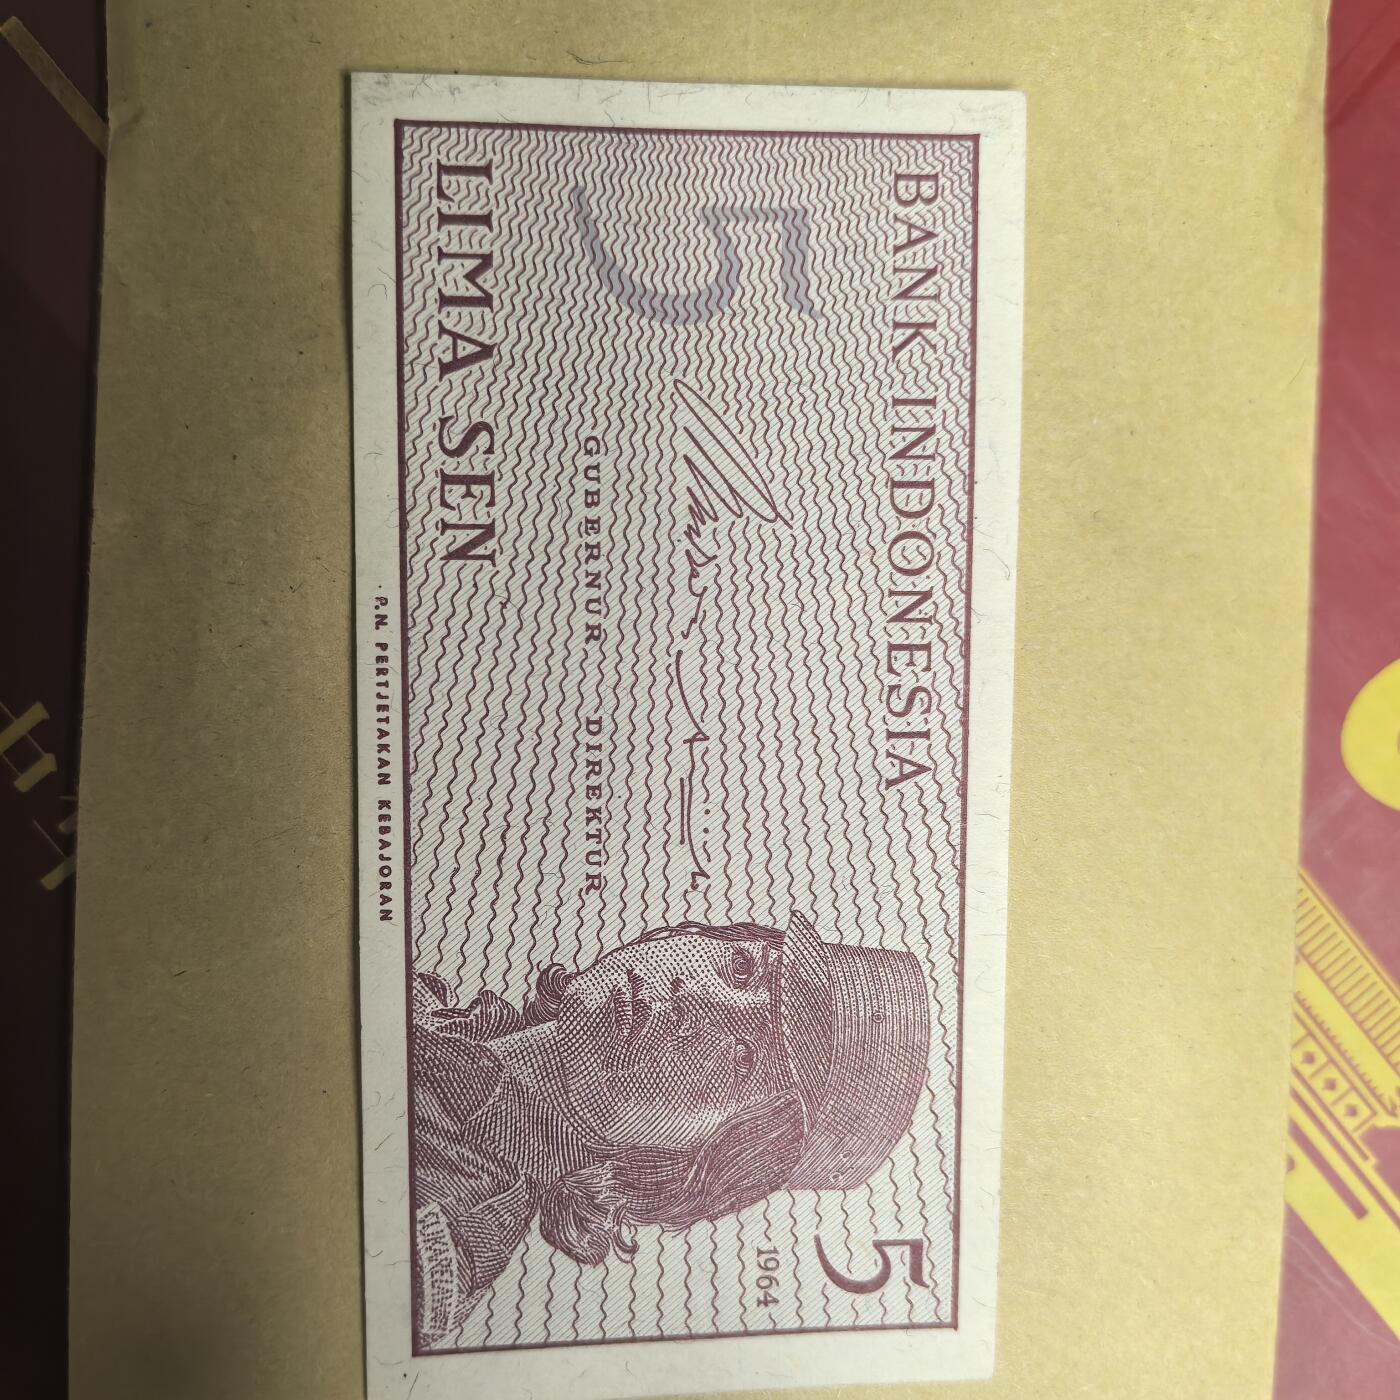 BANK INDONESIA
5
5
1964
GUBERNUR DIREKTUR
LIMA SEN
P.N. PERTJETAKAN KEBAJORAN